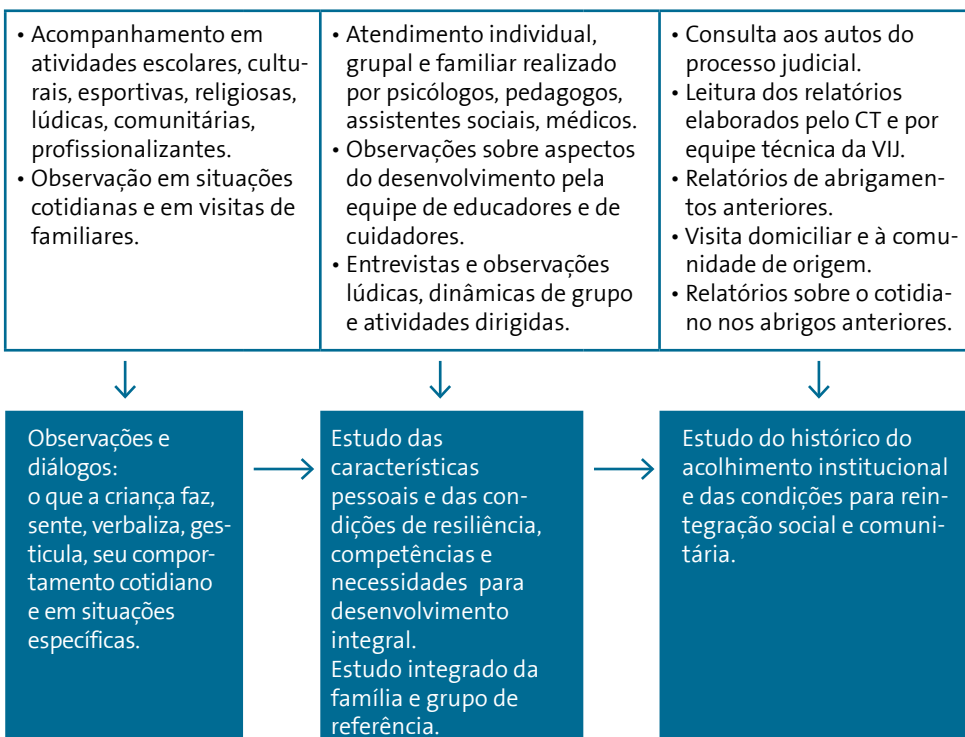 • Acompanhamento em
atividades escolares, cultu-
rais, esportivas, religiosas,
lúdicas, comunitárias,
profissionalizantes.
• Observação em situações
cotidianas e em visitas de
familiares.
• Atendimento individual,
grupal e familiar realizado
por psicólogos, pedagogos,
assistentes sociais, médicos.
• Observações sobre aspectos
do desenvolvimento pela
equipe de educadores e de
cuidadores.
• Entrevistas e observações
lúdicas, dinâmicas de grupo
e atividades dirigidas.
• Consulta aos autos do
processo judicial.
• Leitura dos relatórios
elaborados pelo CT e por
equipe técnica da VIJ.
• Relatórios de abrigamen-
tos anteriores.
• Visita domiciliar e à comu-
nidade de origem.
• Relatórios sobre o cotidia-
no nos abrigos anteriores.
Observações e
diálogos:
o que a criança faz,
sente, verbaliza, ges-
ticula, seu compor-
tamento cotidiano
e em situações
específicas.
Estudo das
características
pessoais e das con-
dições de resiliência,
competências e
necessidades para
desenvolvimento
integral.
Estudo integrado da
família e grupo de
referência.
Estudo do histórico do
acolhimento institucional
e das condições para rein-
tegração social e comuni-
tária.